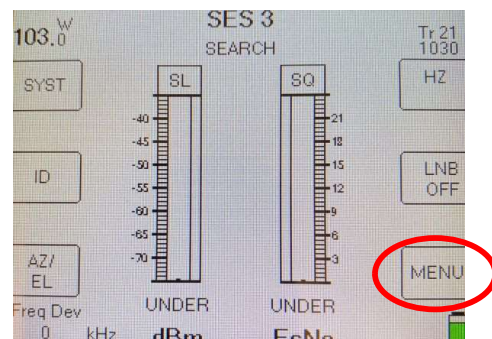 103.0 W SES 3 Tr 21
SEARCH 1030
SYST SL SQ HZ
-40 21
-45 18
-50 15
-55 12
-60 9
-65 6
-70 3
ID LNB
OFF
AZ/
EL MENU
Freq Dev UNDER UNDER
0 kHz dBm EsNo